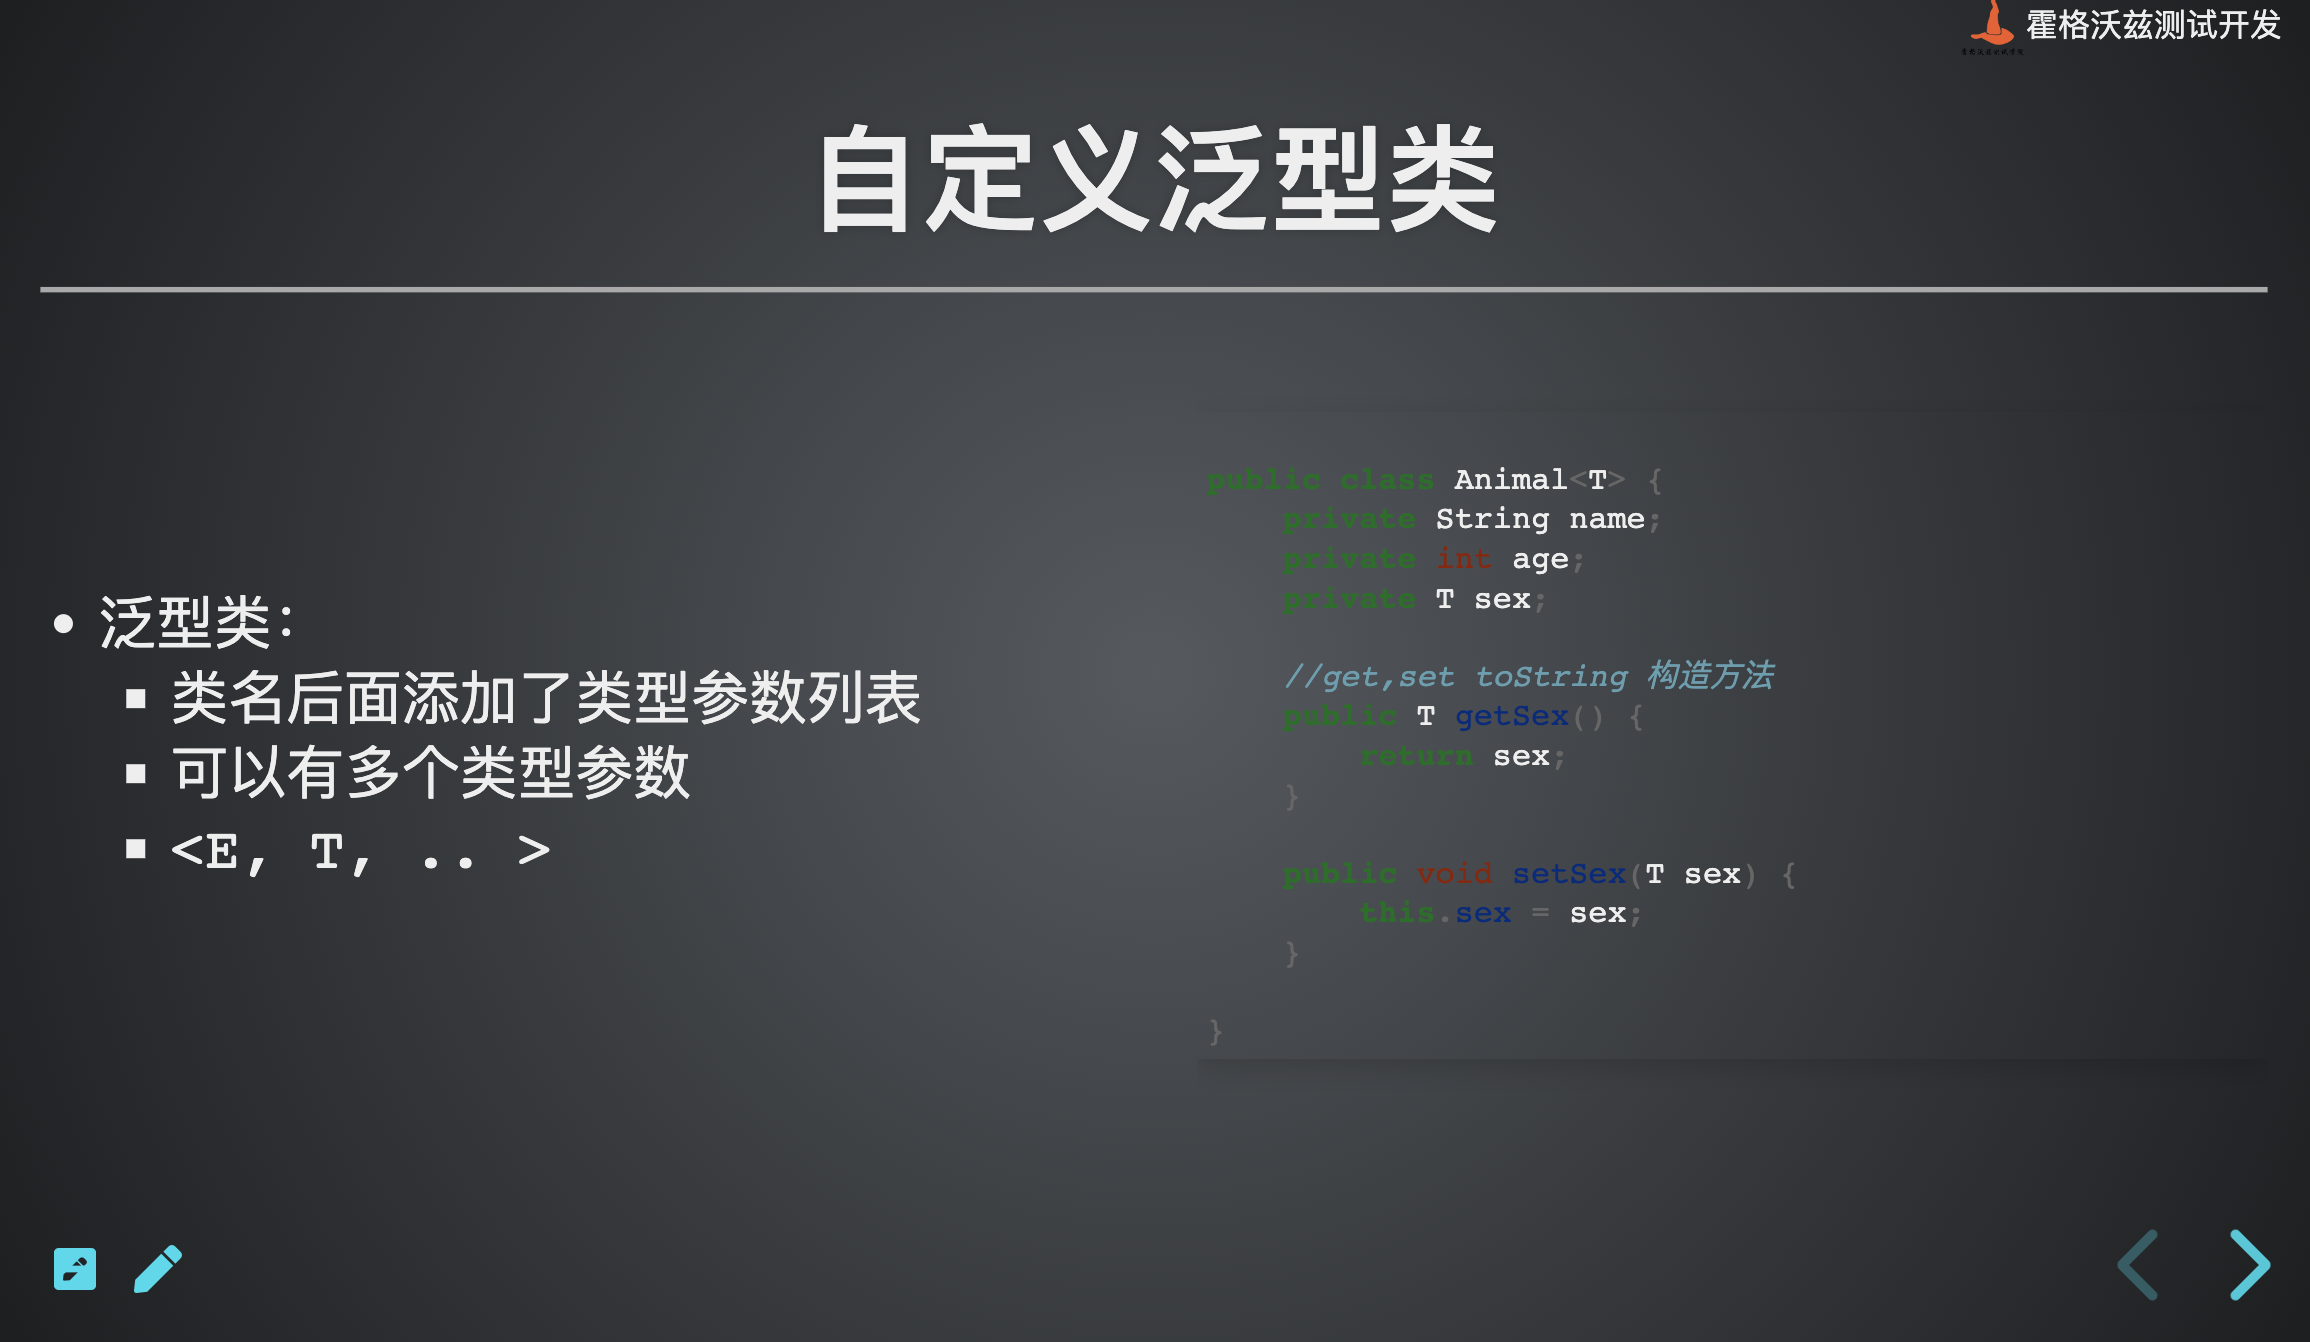 霍格沃兹测试开发
自定义泛型类
泛型类：
类名后面添加了类型参数列表
可以有多个类型参数
<E, T, .. >
public class Animal<T> {
    private String name;
    private int age;
    private T sex;
    //get,set toString 构造方法
    public T getSex() {
        return sex;
    }
    public void setSex(T sex) {
        this.sex = sex;
    }
}